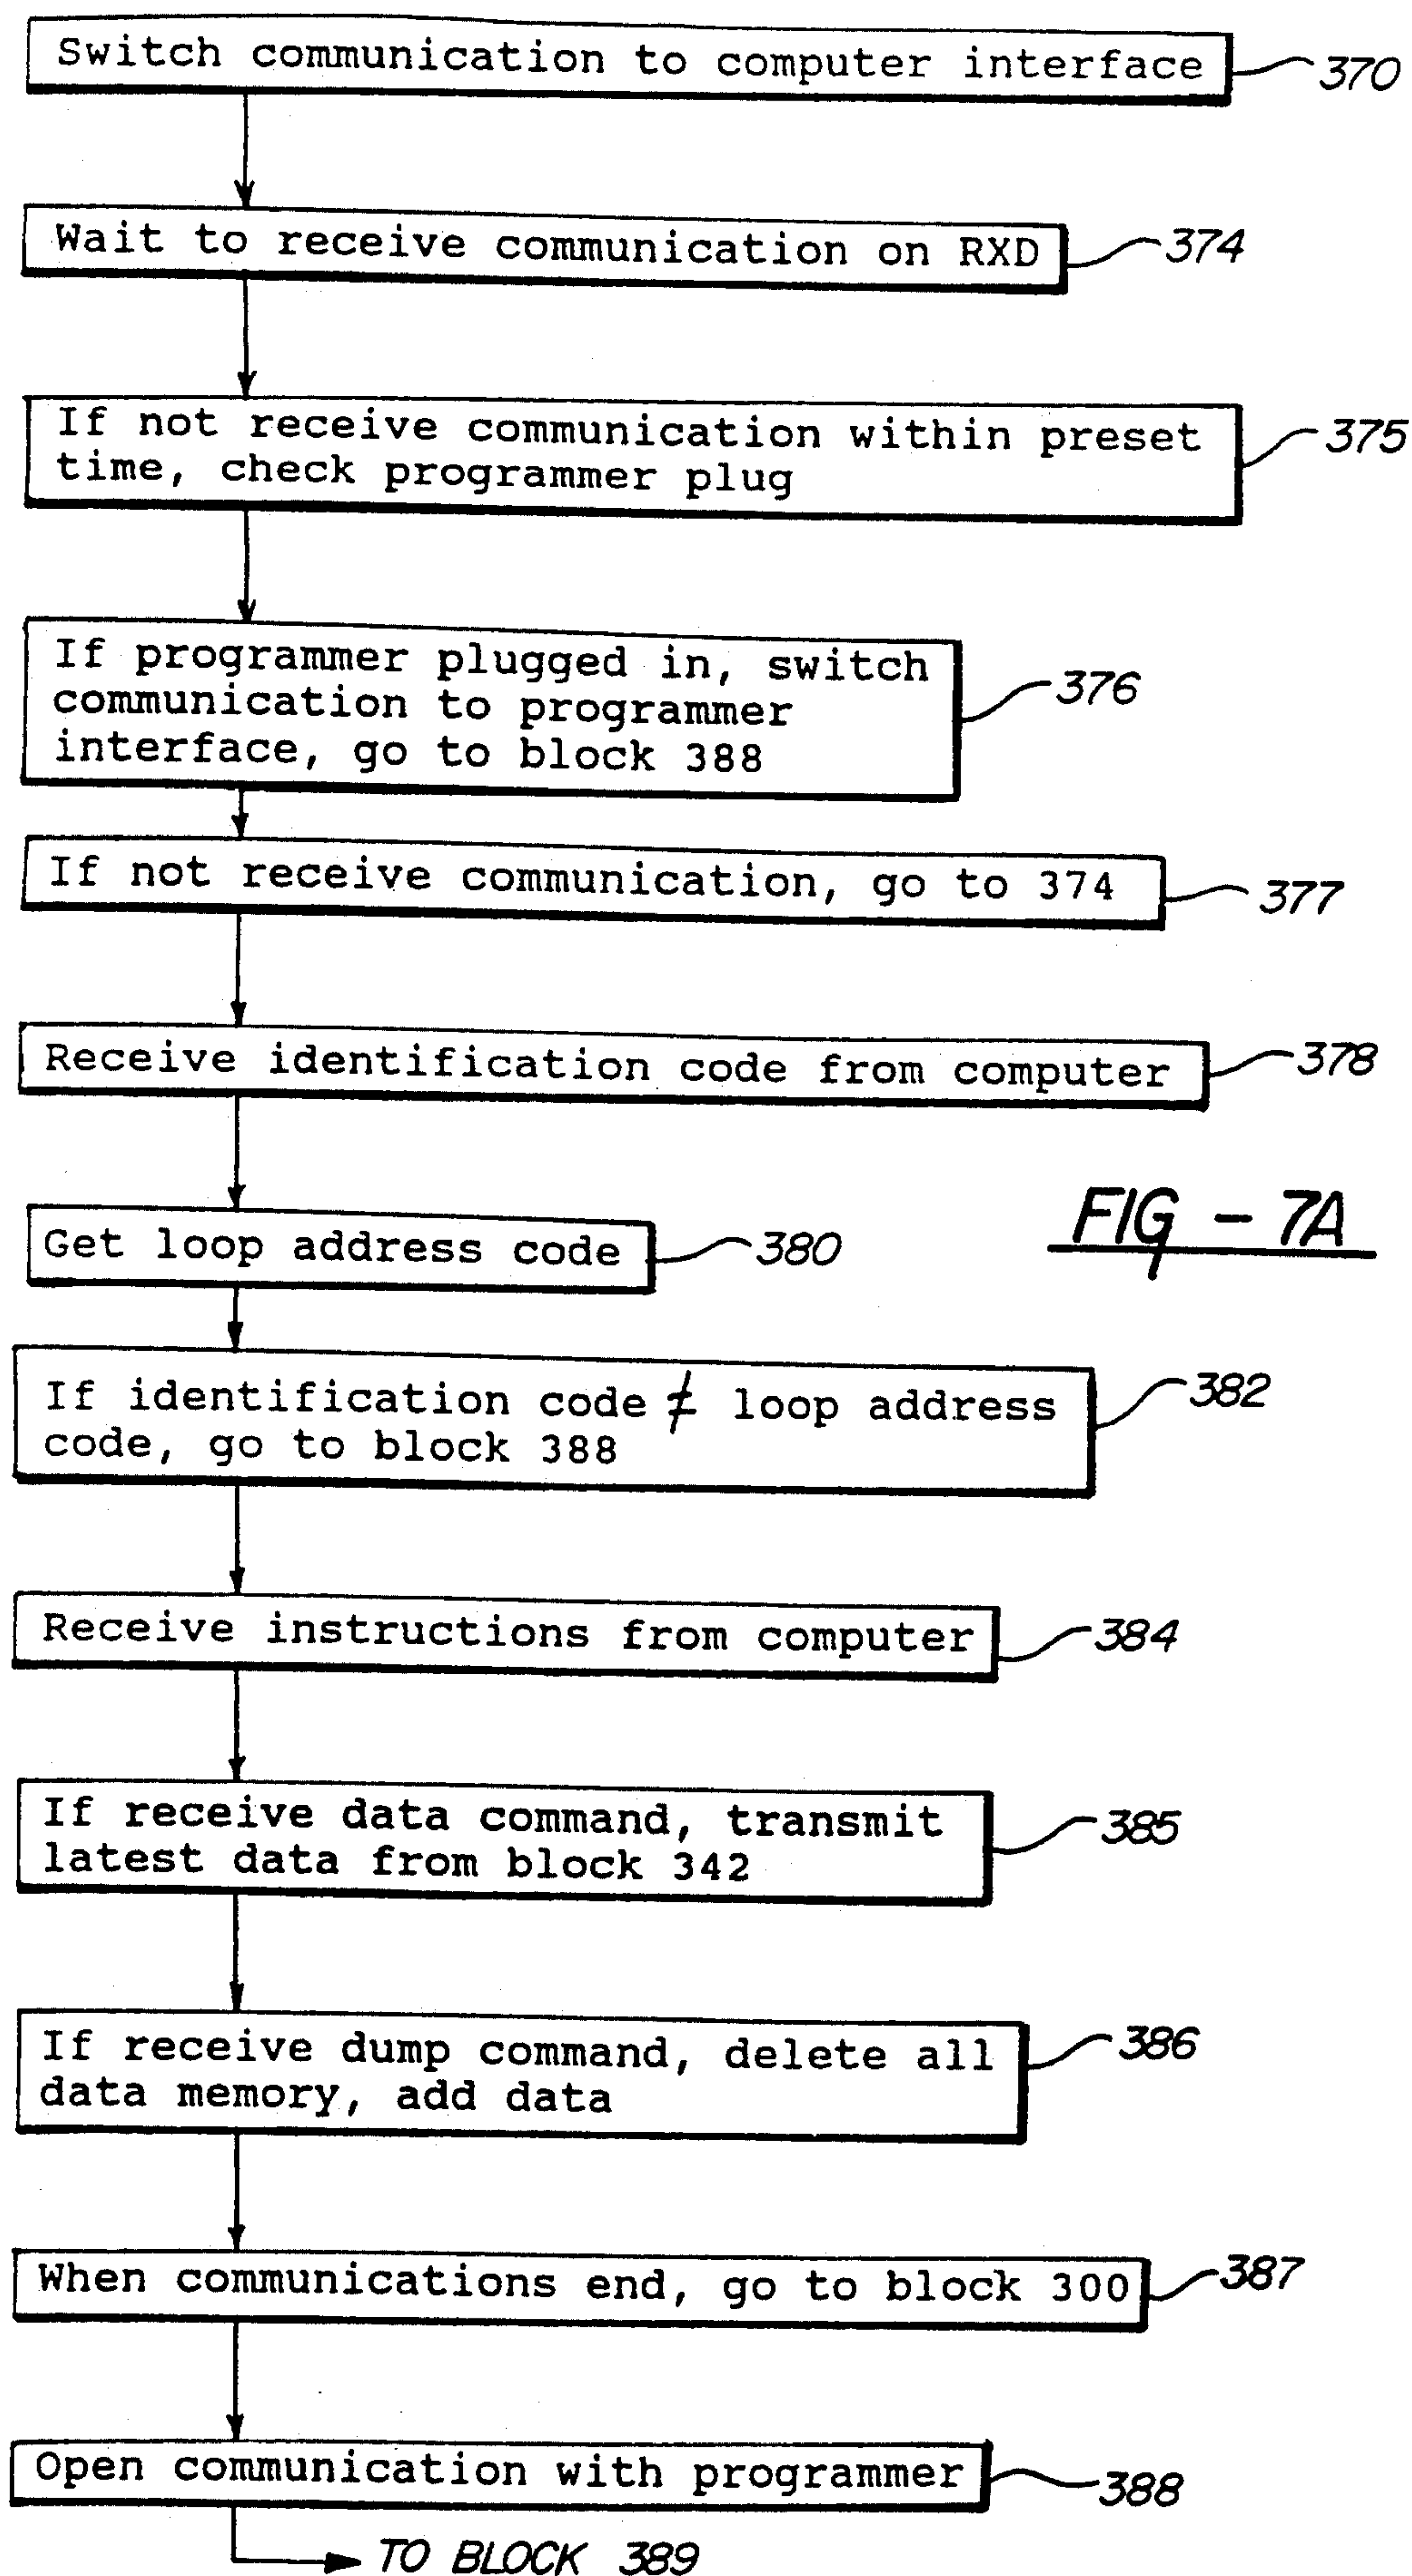 Switch communication to computer interface
370
Wait to receive communication on RXD
374
If not receive communication within preset
time, check programmer plug
375
If programmer plugged in, switch
communication to programmer
interface, go to block 388
376
If not receive communication, go to 374
377
Receive identification code from computer
378
FIG - 7A
Get loop address code
380
If identification code ≠ loop address
code, go to block 388
382
Receive instructions from computer
384
If receive data command, transmit
latest data from block 342
385
If receive dump command, delete all
data memory, add data
386
When communications end, go to block 300
387
Open communication with programmer
388
TO BLOCK 389